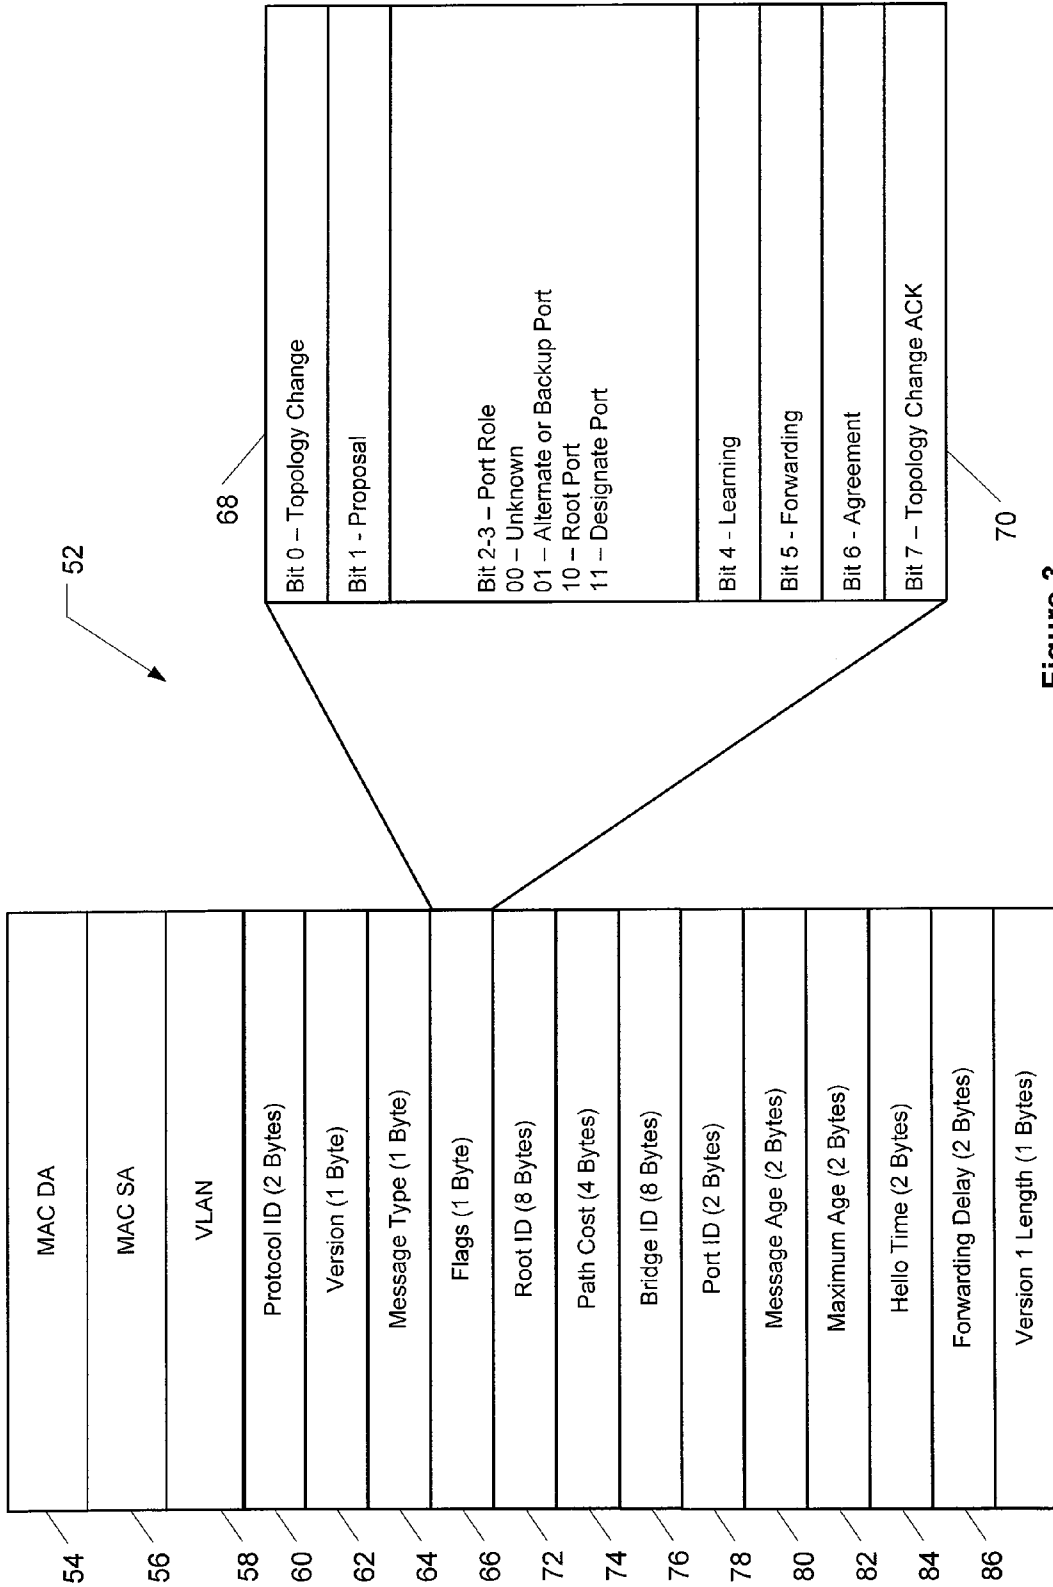 52
54
MAC DA
56
MAC SA
58
VLAN
60
Protocol ID (2 Bytes)
62
Version (1 Byte)
64
Message Type (1 Byte)
66
Flags (1 Byte)
72
Root ID (8 Bytes)
74
Path Cost (4 Bytes)
76
Bridge ID (8 Bytes)
78
Port ID (2 Bytes)
80
Message Age (2 Bytes)
82
Maximum Age (2 Bytes)
84
Hello Time (2 Bytes)
86
Forwarding Delay (2 Bytes)
Version 1 Length (1 Bytes)
68
Bit 0 – Topology Change
Bit 1 - Proposal
Bit 2-3 – Port Role
00 – Unknown
01 – Alternate or Backup Port
10 – Root Port
11 – Designate Port
Bit 4 - Learning
Bit 5 - Forwarding
Bit 6 - Agreement
Bit 7 – Topology Change ACK
70
Figure